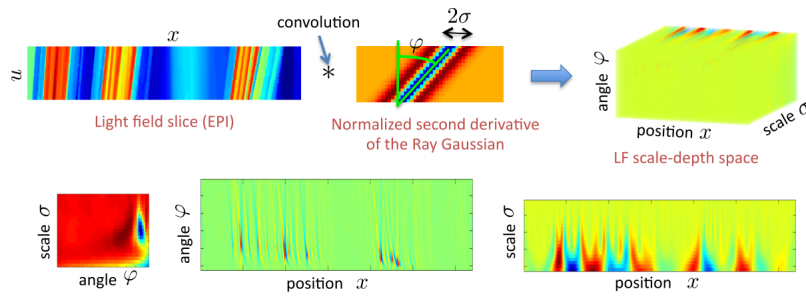 x
convolution
2σ
φ
u
*
Light field slice (EPI)
Normalized second derivative
of the Ray Gaussian
angle φ
position x
scale σ
LF scale-depth space
scale σ
angle φ
angle φ
position x
scale σ
position x